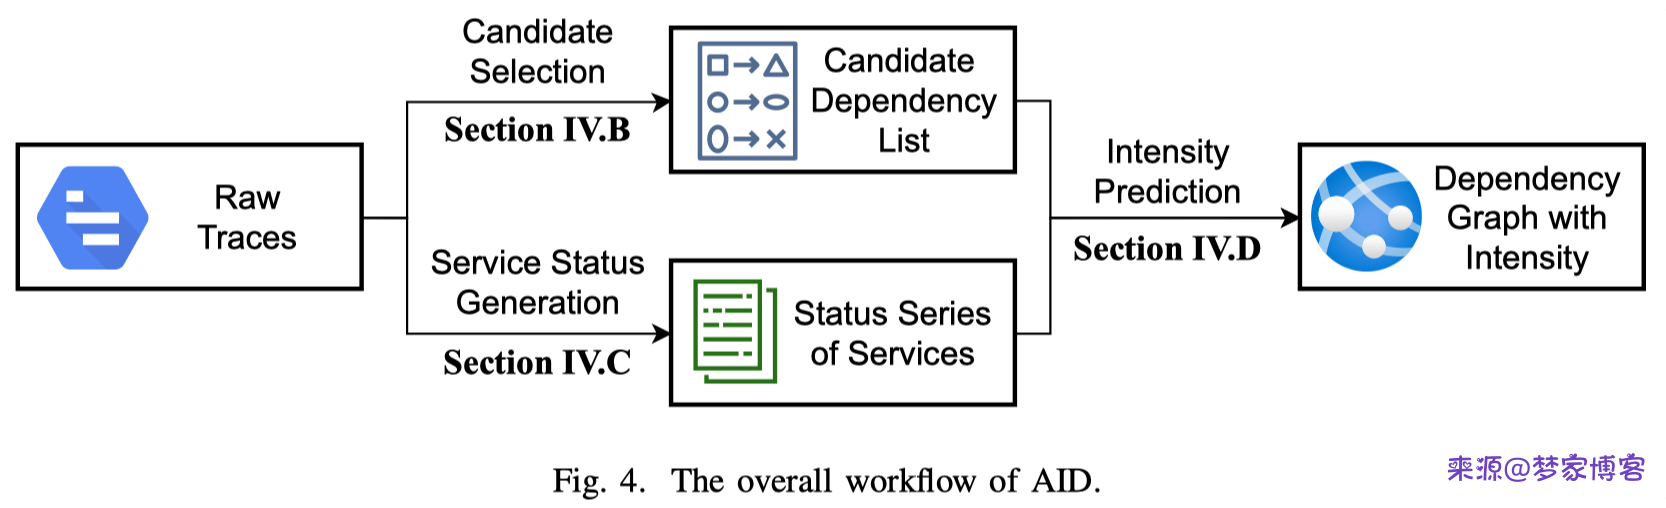 Raw
Traces
Candidate
Selection
Section IV.B
Service Status
Generation
Section IV.C
Candidate
Dependency
List
Status Series
of Services
Intensity
Prediction
Section IV.D
Dependency
Graph with
Intensity
Fig. 4. The overall workflow of AID.
来源@梦家博客